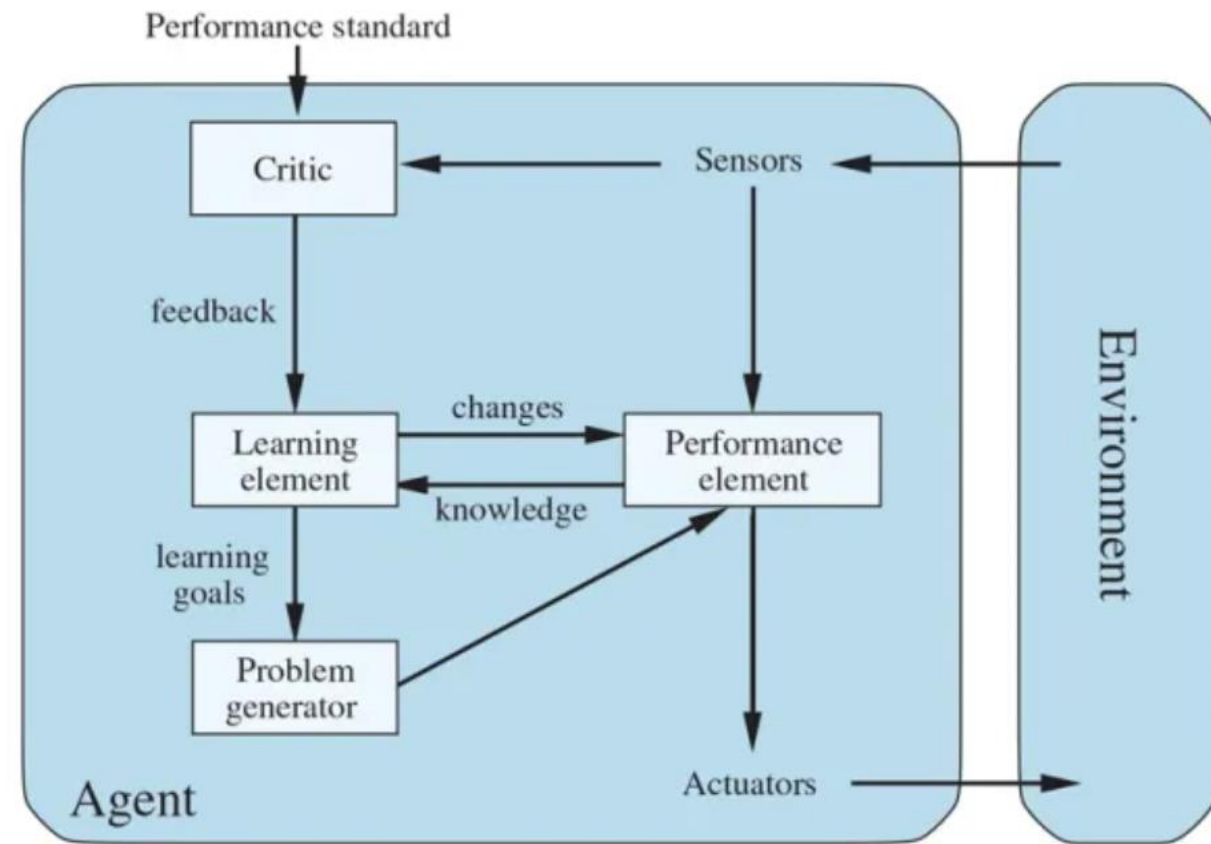 Performance standard
Critic
Sensors
feedback
changes
Learning
element
Performance
element
knowledge
learning
goals
Problem
generator
Agent
Actuators
Environment